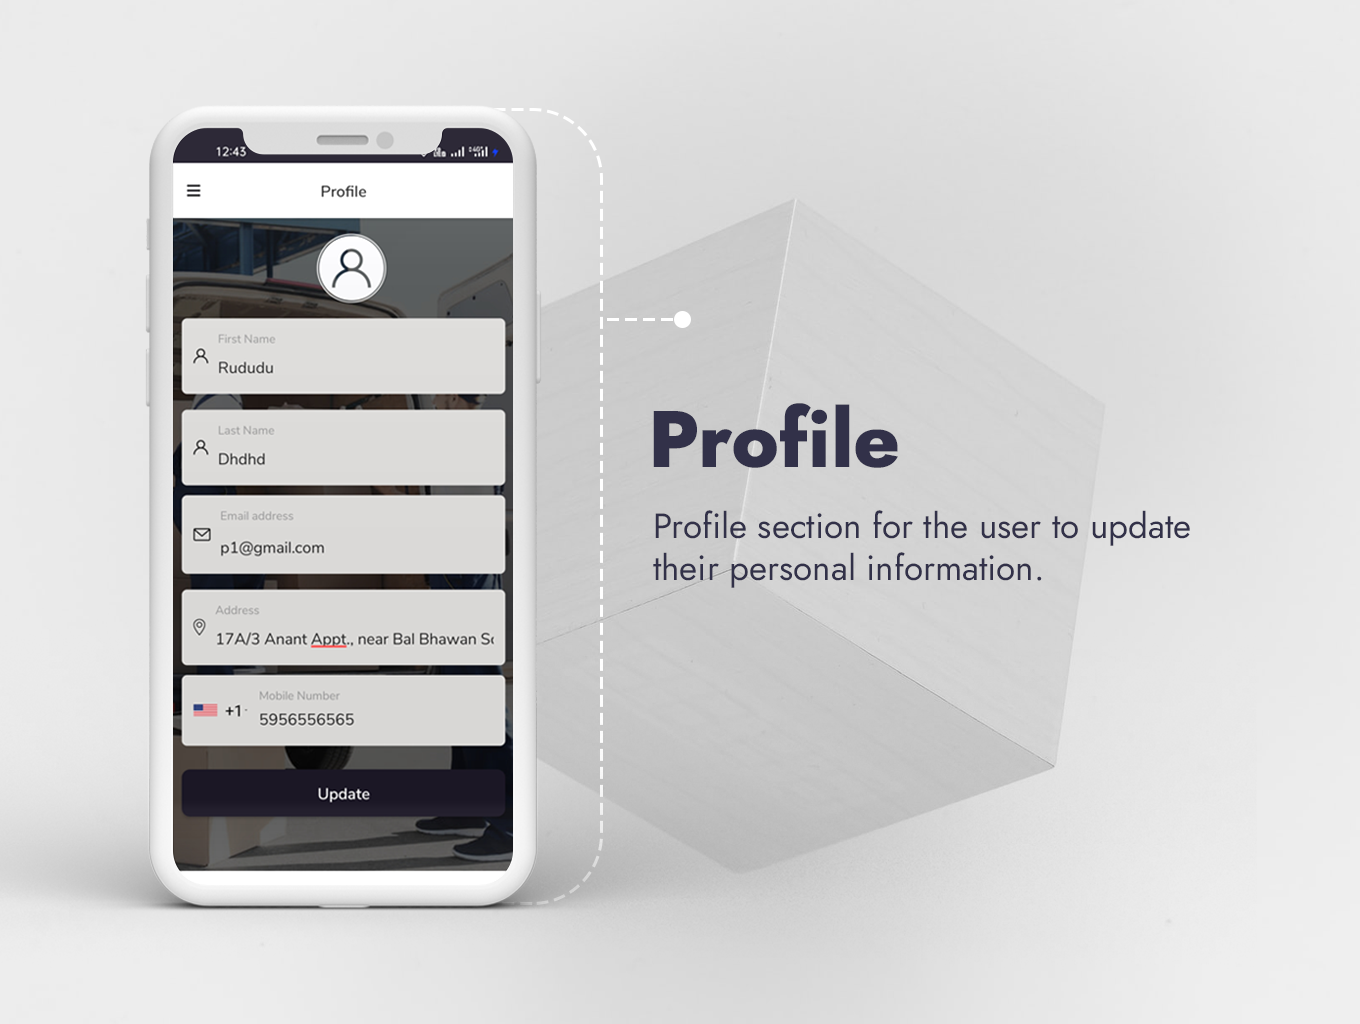 12:43
Profile
First Name
Rududu
Last Name
Dhdhd
Email address
p1@gmail.com
Address
17A/3 Anant Appt., near Bal Bhawan
Mobile Number
+1 5956556565
Update
Profile
Profile section for the user to update
their personal information.